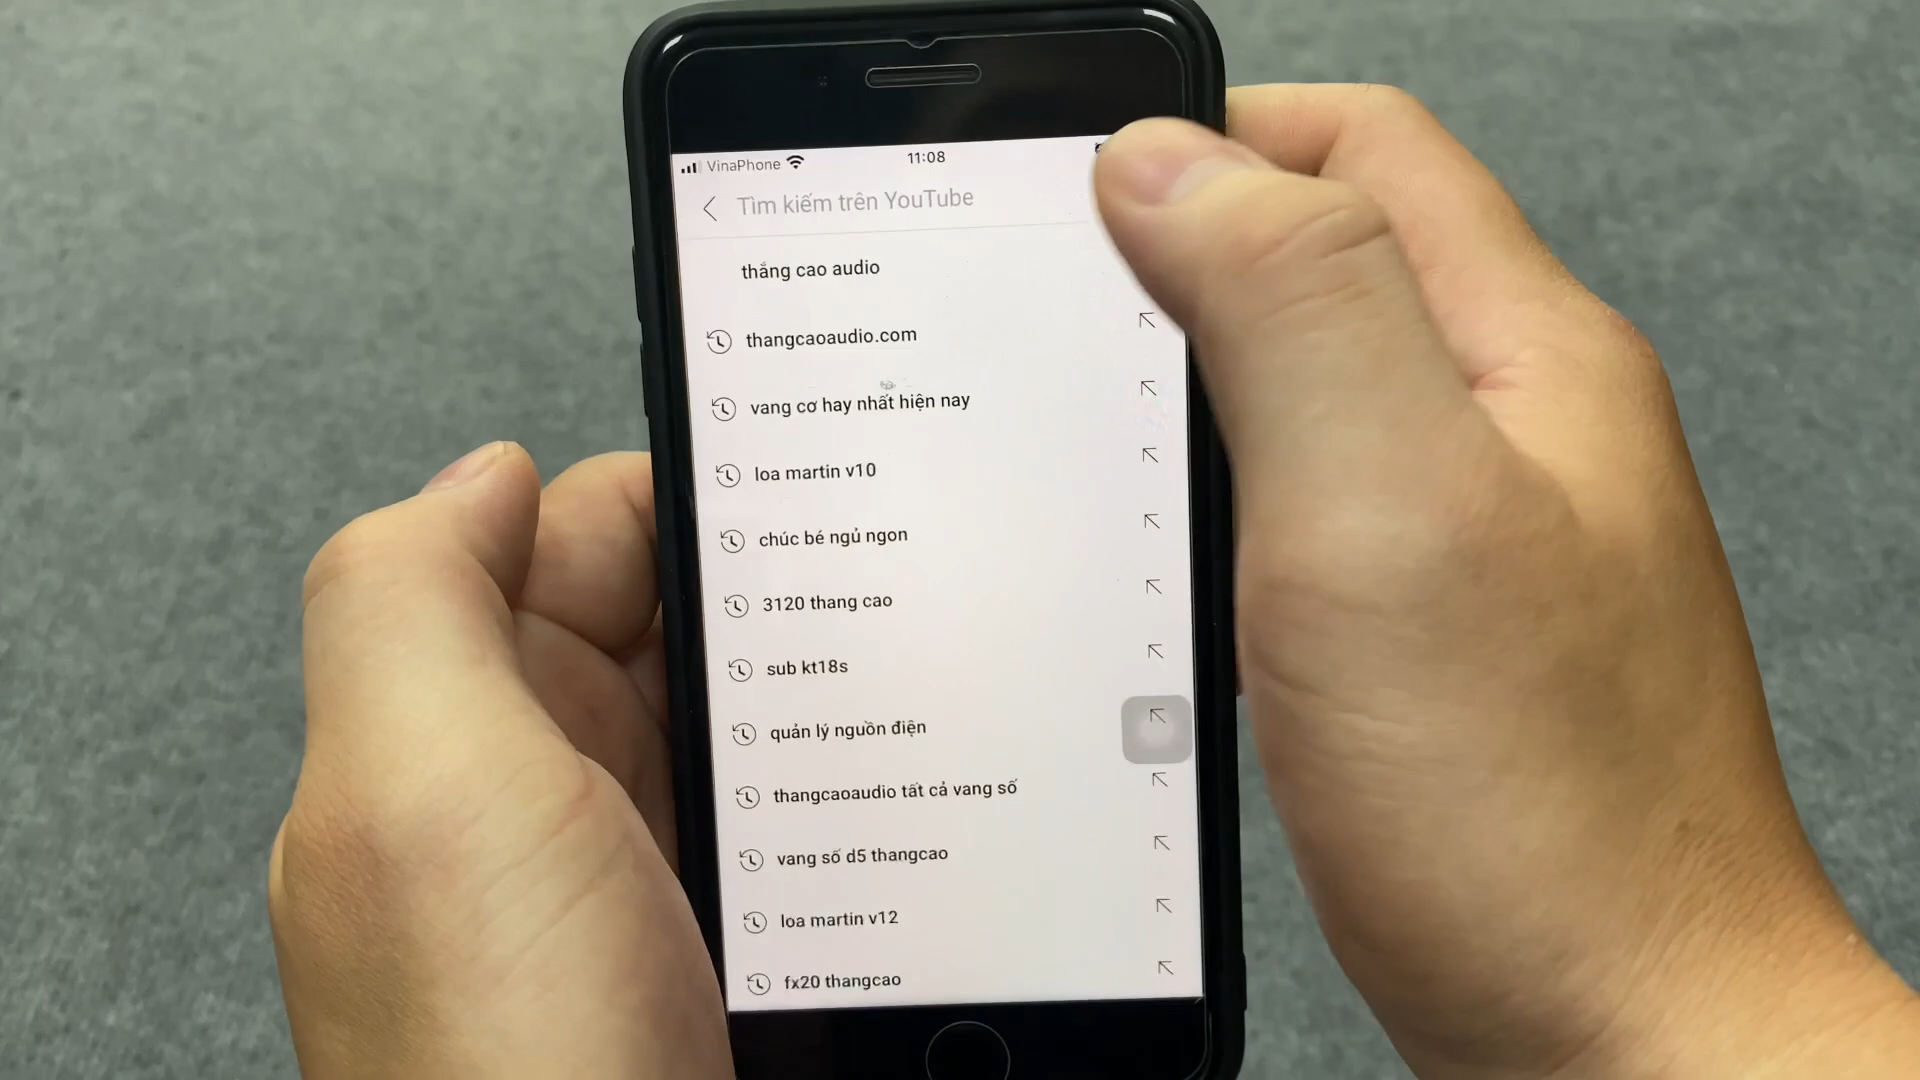 VinaPhone
11:08
Tìm kiếm trên YouTube
thắng cao audio
thangcaoaudio.com
vang cơ hay nhất hiện nay
loa martin v10
chúc bé ngủ ngon
3120 thang cao
sub kt18s
quản lý nguồn điện
thangcaoaudio tất cả vang số
vang số d5 thangcao
loa martin v12
fx20 thangcao